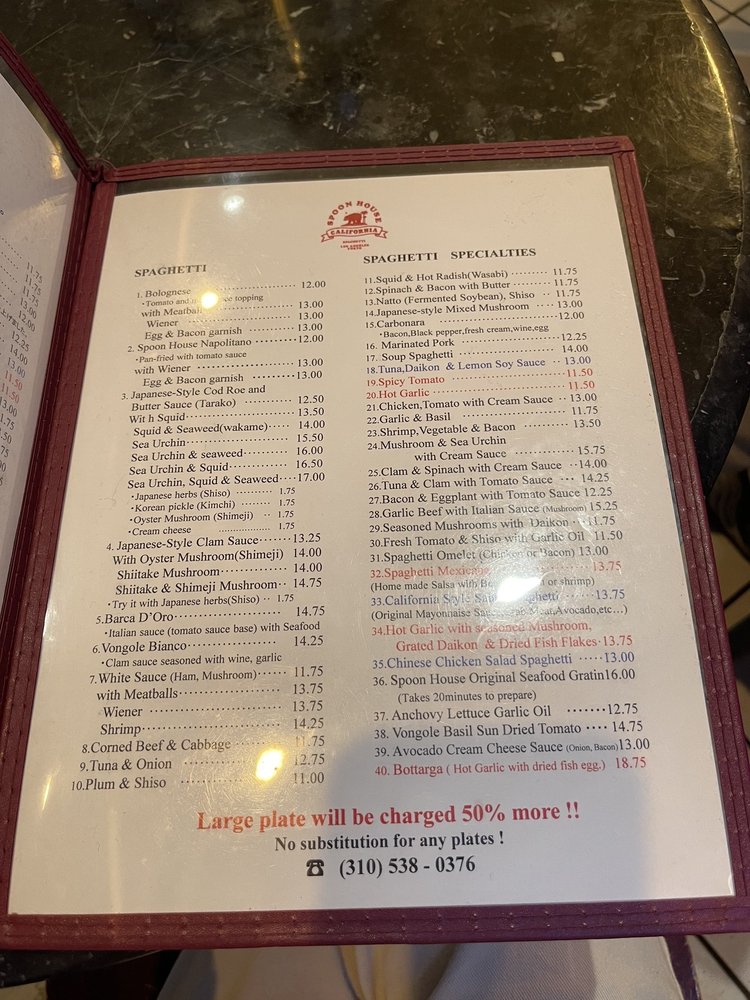 SPOON HOUSE
CALIFORNIA
SPAGHETTI
LOS ANGELES
SPAGHETTI
1. Bolognese 12.00
•Tomato and topping
with Meatball 13.00
Wiener 13.00
Egg & Bacon garnish 13.00
2. Spoon House Napolitano 12.00
•Pan-fried with tomato sauce
with Wiener 13.00
Egg & Bacon garnish 13.00
3. Japanese-Style Cod Roe and
Butter Sauce (Tarako) 12.50
Wit h Squid 13.50
Squid & Seaweed(wakame) 14.00
Sea Urchin 15.50
Sea Urchin & seaweed 16.00
Sea Urchin & Squid 16.50
Sea Urchin, Squid & Seaweed 17.00
•Japanese herbs (Shiso) 1.75
•Korean pickle (Kimchi) 1.75
•Oyster Mushroom (Shimeji) 1.75
•Cream cheese 1.75
4. Japanese-Style Clam Sauce 13.25
With Oyster Mushroom(Shimeji) 14.00
Shiitake Mushroom 14.00
Shiitake & Shimeji Mushroom 14.75
•Try it with Japanese herbs(Shiso) 1.75
5.Barca D'Oro 14.75
•Italian sauce (tomato sauce base) with Seafood
6.Vongole Bianco 14.25
•Clam sauce seasoned with wine, garlic
7.White Sauce (Ham, Mushroom) 11.75
with Meatballs 13.75
Wiener 13.75
Shrimp 14.25
8.Corned Beef & Cabbage 11.75
9.Tuna & Onion 12.75
10.Plum & Shiso 11.00
SPAGHETTI SPECIALTIES
11.Squid & Hot Radish(Wasabi) 11.75
12.Spinach & Bacon with Butter 11.75
13.Natto (Fermented Soybean), Shiso 11.75
14.Japanese-style Mixed Mushroom 13.00
15.Carbonara 12.00
•Bacon,Black pepper,fresh cream,wine,egg
16. Marinated Pork 12.25
17. Soup Spaghetti 14.00
18.Tuna,Daikon & Lemon Soy Sauce 13.00
19.Spicy Tomato 11.50
20.Hot Garlic 11.50
21.Chicken,Tomato with Cream Sauce 13.00
22.Garlic & Basil 11.75
23.Shrimp,Vegetable & Bacon 13.50
24.Mushroom & Sea Urchin
with Cream Sauce 15.75
25.Clam & Spinach with Cream Sauce 14.00
26.Tuna & Clam with Tomato Sauce 14.25
27.Bacon & Eggplant with Tomato Sauce 12.25
28.Garlic Beef with Italian Sauce (Mushroom) 15.25
29.Seasoned Mushrooms with Daikon 11.75
30.Fresh Tomato & Shiso with Garlic Oil 11.50
31.Spaghetti Omelet (Chicken or Bacon) 13.00
32.Spaghetti Mexicana 13.75
(Home made Salsa with or shrimp)
33.California Style Spaghetti 13.75
(Original Mayonnaise Sauce, Meat,Avocado,etc…)
34.Hot Garlic with seasoned Mushroom,
Grated Daikon & Dried Fish Flakes 13.75
35.Chinese Chicken Salad Spaghetti 13.00
36. Spoon House Original Seafood Gratin16.00
(Takes 20minutes to prepare)
37. Anchovy Lettuce Garlic Oil 12.75
38. Vongole Basil Sun Dried Tomato 14.75
39. Avocado Cream Cheese Sauce (Onion, Bacon)13.00
40. Bottarga ( Hot Garlic with dried fish egg.) 18.75
Large plate will be charged 50% more !!
No substitution for any plates !
☎ (310) 538 - 0376